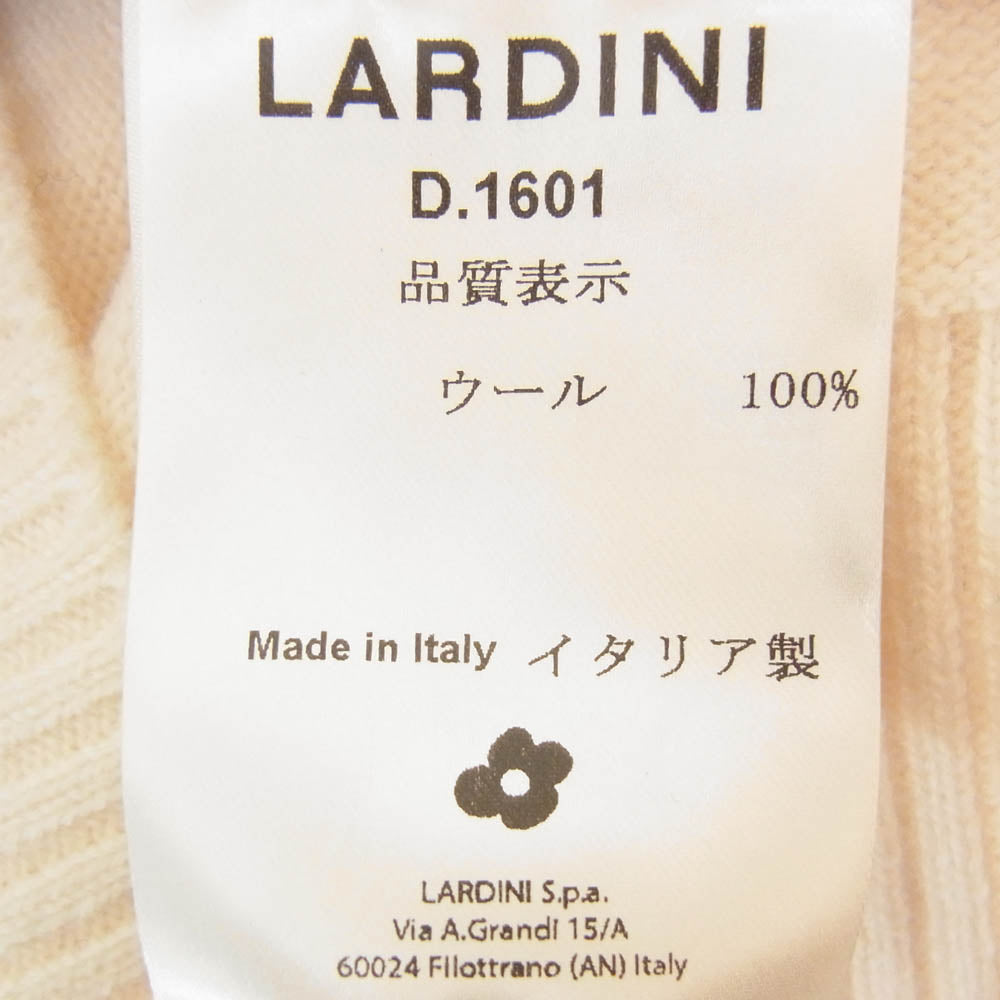 LARDINI
D.1601
品質表示
ウール 100%
Made in Italy イタリア製
LARDINI S.p.a.
Via A.Grandi 15/A
60024 Filottrano (AN) Italy